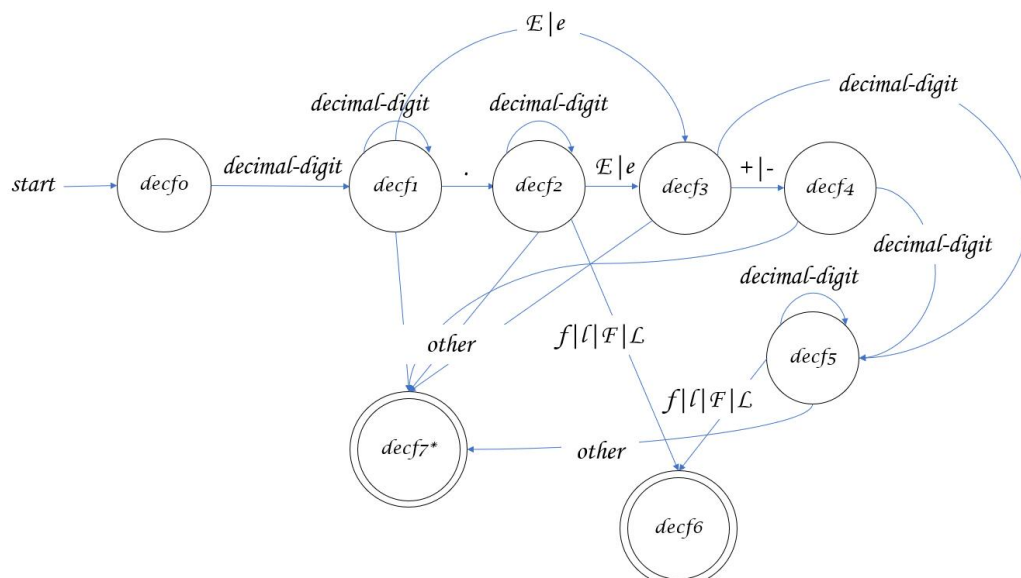 E|e
decimal-digit
decimal-digit
decimal-digit
start
decf0
decimal-digit
decf1
.
decf2
E|e
decf3
+|-
decf4
decimal-digit
decimal-digit
other
f|l|F|L
decf5
f|l|F|L
decf7*
other
decf6